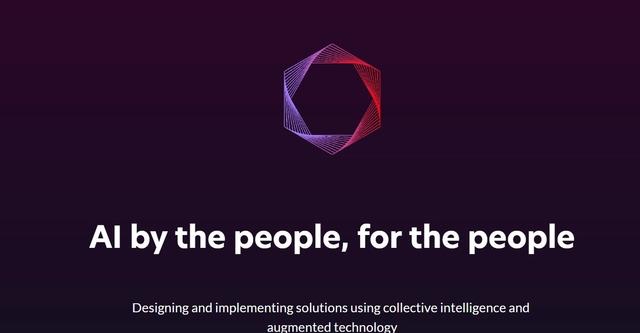 AI by the people, for the people
Designing and implementing solutions using collective intelligence and
augmented technology